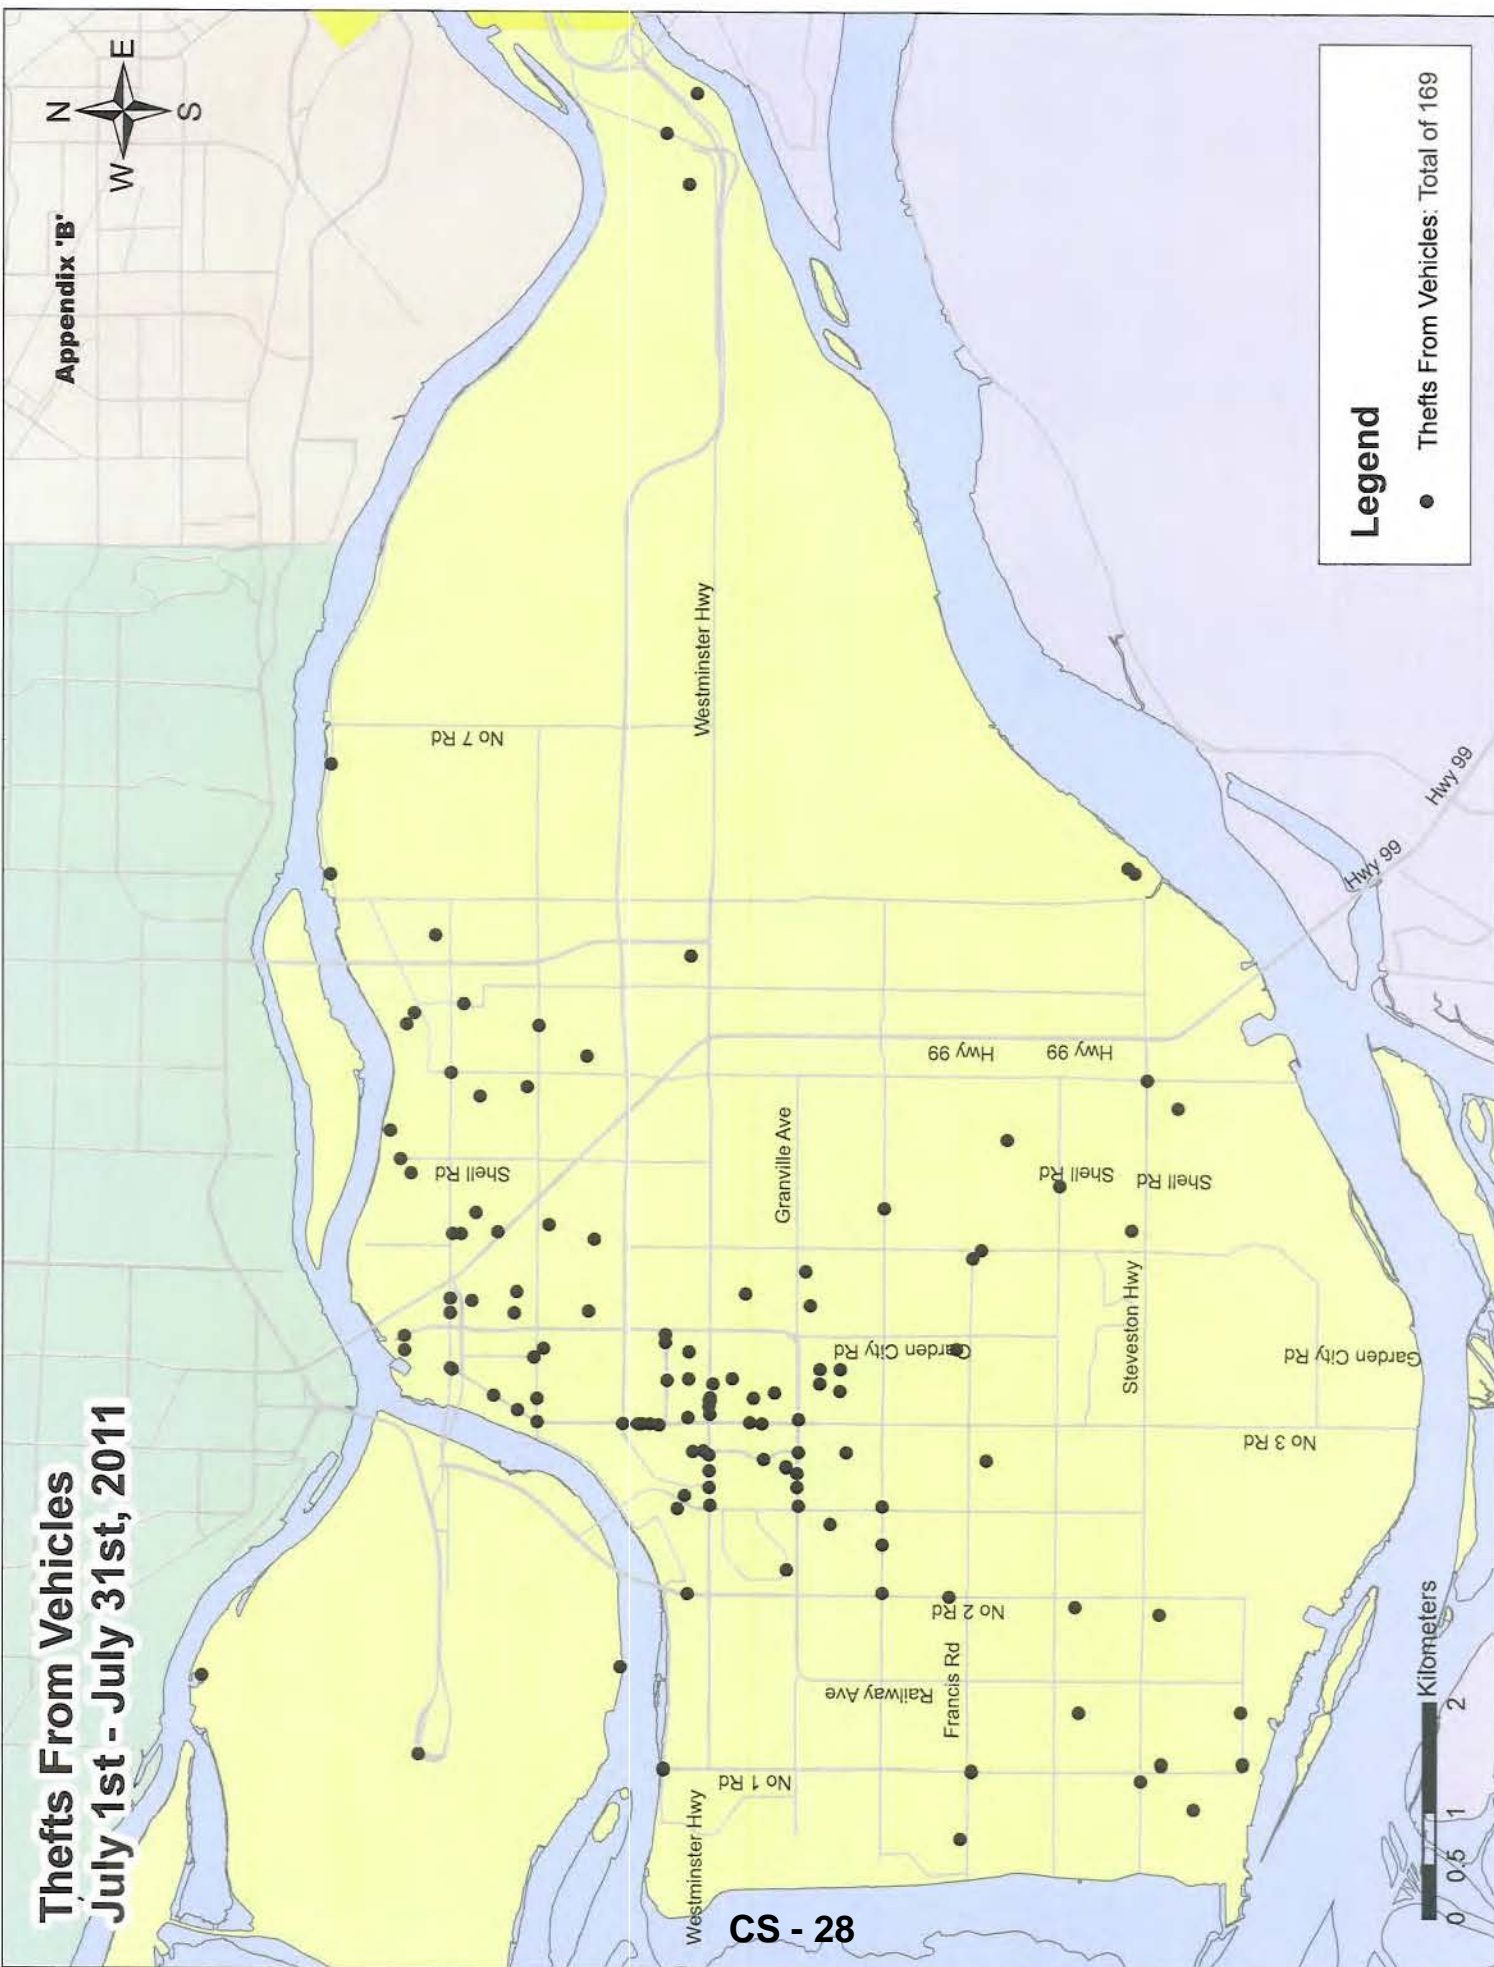 Thefts From Vehicles
July 1st - July 31st, 2011
Appendix 'B'
N
W
E
S
No 7 Rd
Westminster Hwy
Shell Rd
Granville Ave
Hwy 99
Hwy 99
Shell Rd
Shell Rd
Hwy 99
Hwy 99
Garden City Rd
Steveston Hwy
Garden City Rd
No 3 Rd
No 2 Rd
Railway Ave
Francis Rd
No 1 Rd
Westminster Hwy
Legend
Thefts From Vehicles: Total of 169
Kilometers
0 0.5 1 2
CS - 28